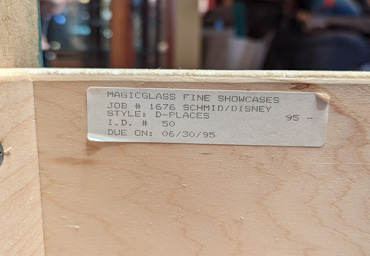 MAGICGLASS FINE SHOWCASES
JOB # 1676 SCHMID/DISNEY
STYLE: D-PLACES 95 -
I.D. # 50
DUE ON: 06/30/95